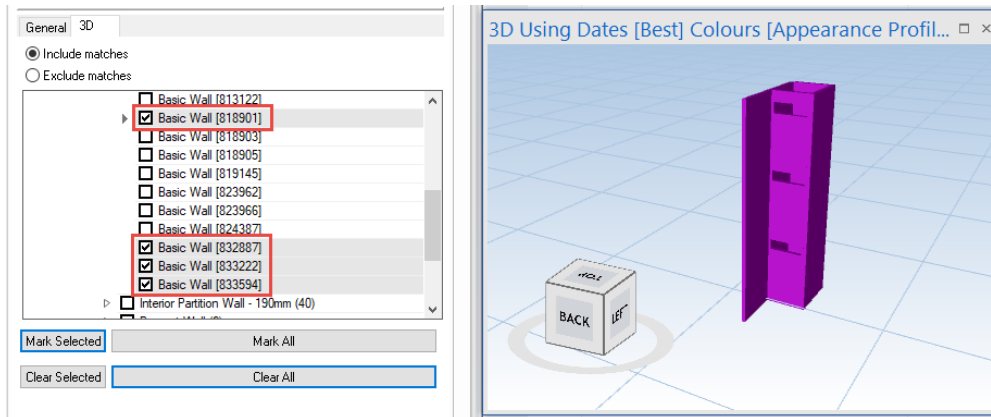 General 3D
Include matches
Exclude matches
Basic Wall [813122]
Basic Wall [818901]
Basic Wall [818903]
Basic Wall [818905]
Basic Wall [819145]
Basic Wall [823962]
Basic Wall [823966]
Basic Wall [824387]
Basic Wall [832887]
Basic Wall [833222]
Basic Wall [833594]
Interior Partition Wall - 190mm (40)
Mark Selected Mark All
Clear Selected Clear All
3D Using Dates [Best] Colours [Appearance Profil...
TOP
BACK LEFT